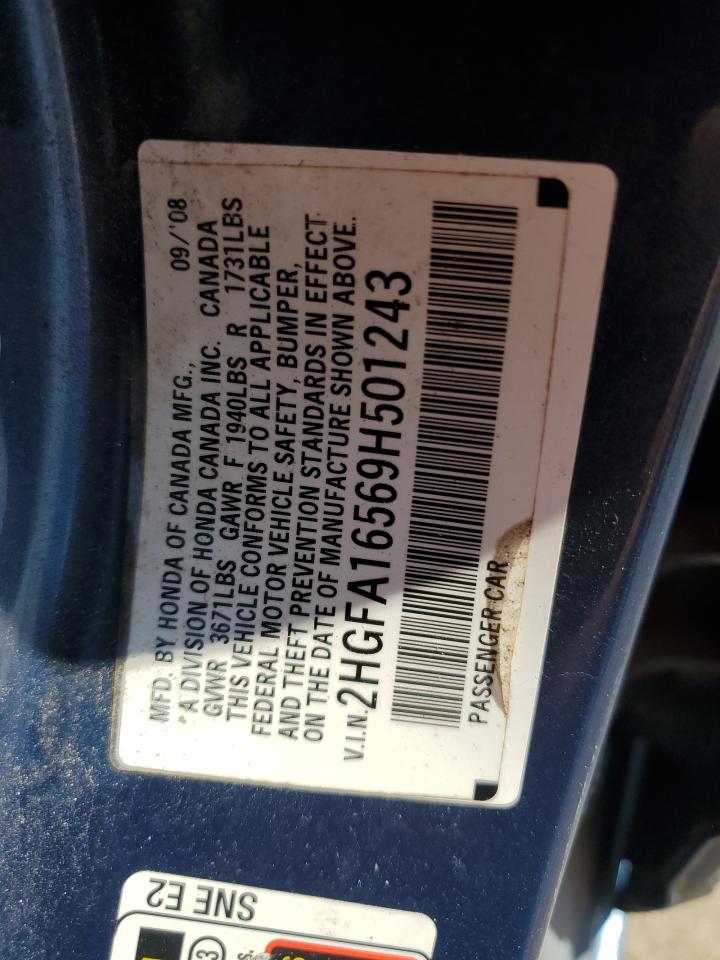 MFD. BY HONDA OF CANADA MFG., 09/'08
A DIVISION OF HONDA CANADA INC. CANADA
GVWR 3671LBS GAWR F 1940LBS R 1731LBS
THIS VEHICLE CONFORMS TO ALL APPLICABLE
FEDERAL MOTOR VEHICLE SAFETY, BUMPER,
AND THEFT PREVENTION STANDARDS IN EFFECT
ON THE DATE OF MANUFACTURE SHOWN ABOVE.
V.I.N. 2HGFA16569H501243
PASSENGER CAR
SNE E2